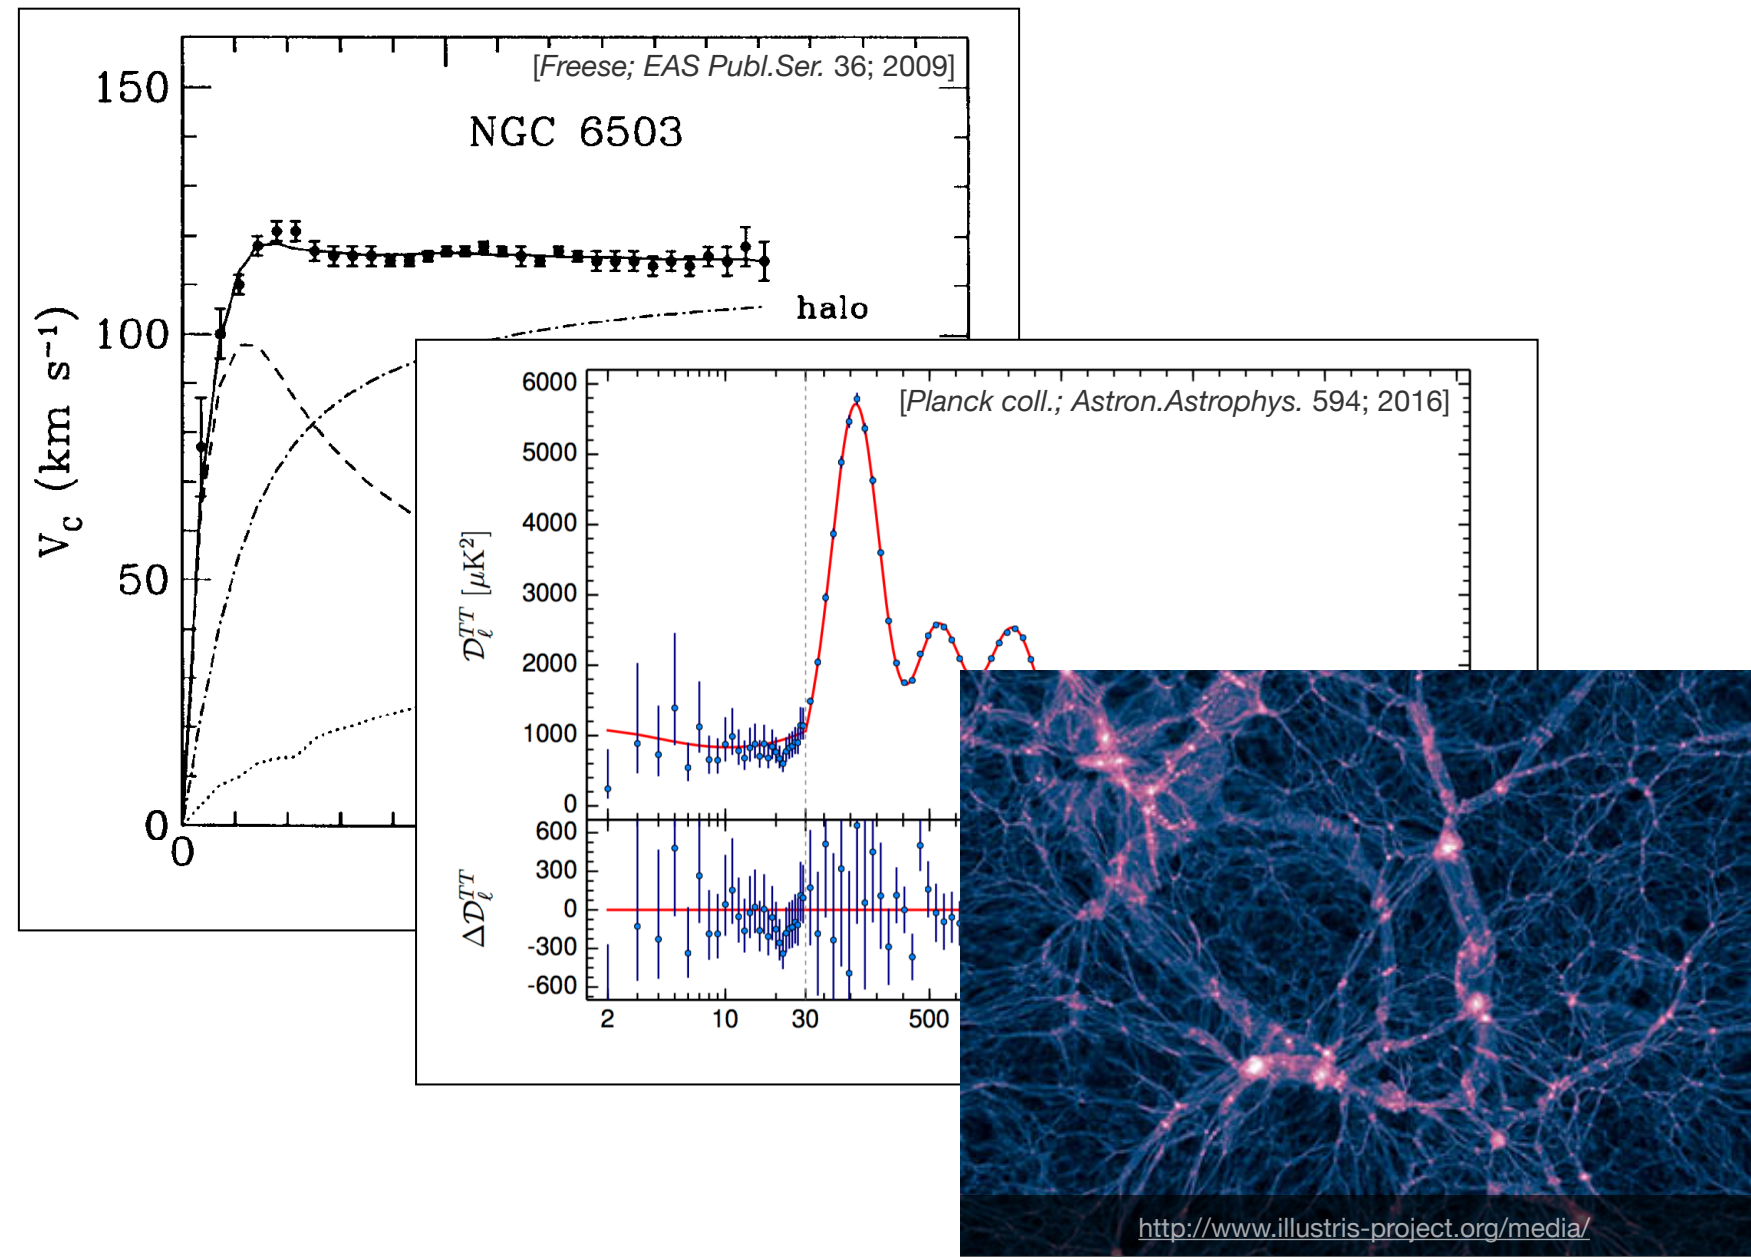 [Freese; EAS Publ.Ser. 36; 2009]
150
NGC 6503
halo
100
V_c (km s⁻¹)
50
0
0
[Planck coll.; Astron.Astrophys. 594; 2016]
6000
5000
4000
3000
2000
1000
0
𝒟_ℓ^{TT} [μK²]
600
300
0
-300
-600
Δ𝒟_ℓ^{TT}
2 10 30 500
http://www.illustris-project.org/media/